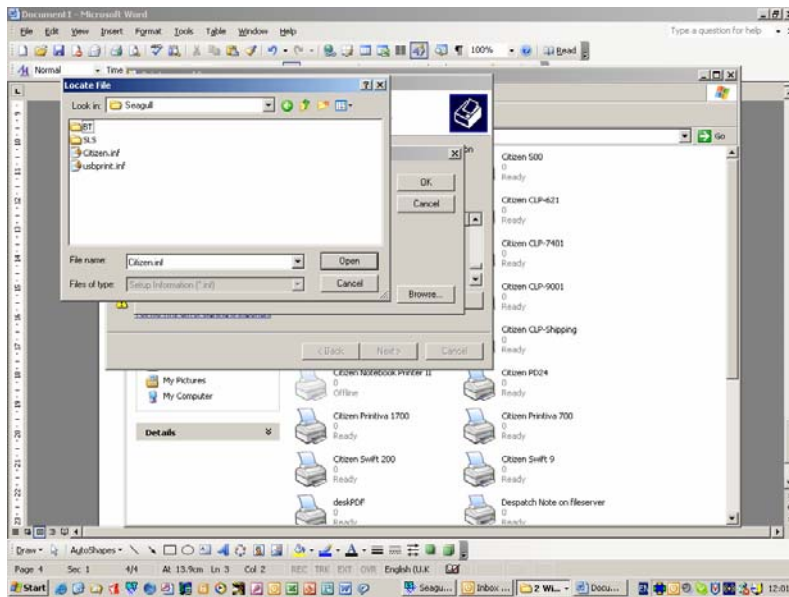 Document1 - Microsoft Word
File Edit View Insert Format Tools Table Window Help
Type a question for help
100%
Read
Normal
Time
Locate File
Look in: Seagull
BT
SLS
Citizen.inf
usbprint.inf
File name: Citizen.inf
Open
Files of type: Setup Information (*.inf)
Cancel
OK
Cancel
Browse...
< Back Next > Cancel
Go
Citizen 500
0
Ready
Citizen CLP-621
0
Ready
Citizen CLP-7401
0
Ready
Citizen CLP-9001
0
Ready
Citizen CLP-Shipping
0
Ready
My Pictures
My Computer
Details
Citizen Notebook Printer II
0
Offline
Citizen PD24
0
Ready
Citizen Printiva 1700
0
Ready
Citizen Printiva 700
0
Ready
Citizen Swift 200
0
Ready
Citizen Swift 9
0
Ready
deskPDF
0
Ready
Despatch Note on fileserver
0
Ready
Draw AutoShapes
Page 4 Sec 1 4/4 At 13.9cm Ln 3 Col 2 REC TRK EXT OVR English (U.K
Start
Seagu...
Inbox ...
2 Wi...
Docu...
12:01